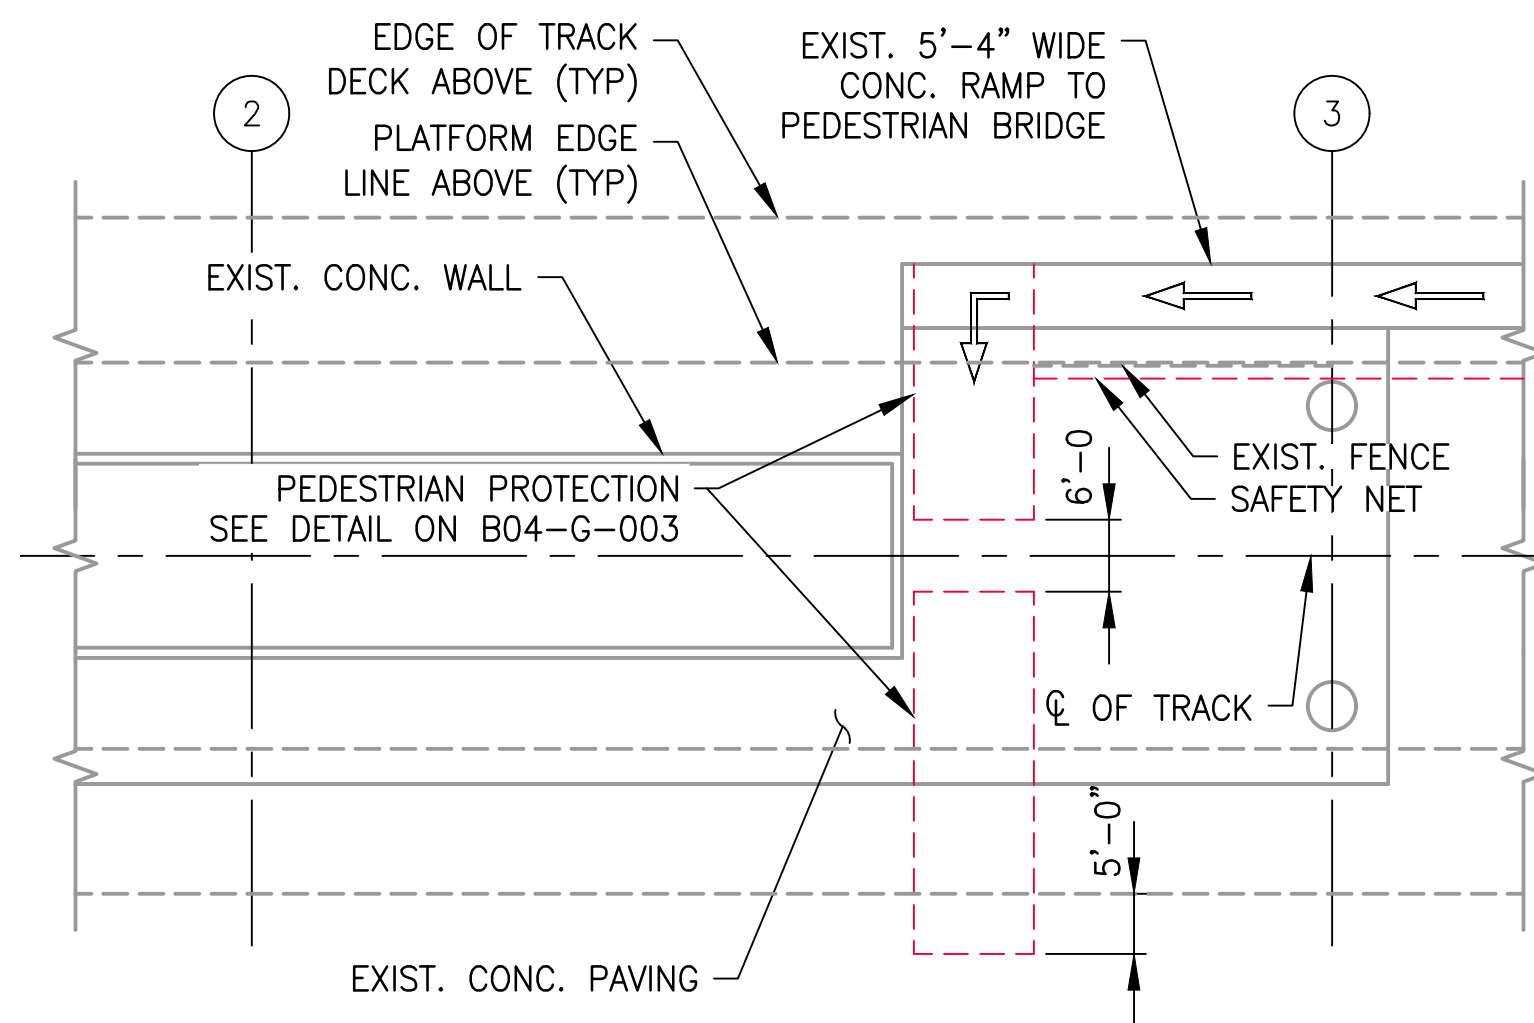 EDGE OF TRACK
DECK ABOVE (TYP)
EXIST. 5'-4" WIDE
CONC. RAMP TO
PEDESTRIAN BRIDGE
2
3
PLATFORM EDGE
LINE ABOVE (TYP)
EXIST. CONC. WALL
EXIST. FENCE
SAFETY NET
6'-0
PEDESTRIAN PROTECTION
SEE DETAIL ON B04-G-003
℄ OF TRACK
5'-0"
EXIST. CONC. PAVING